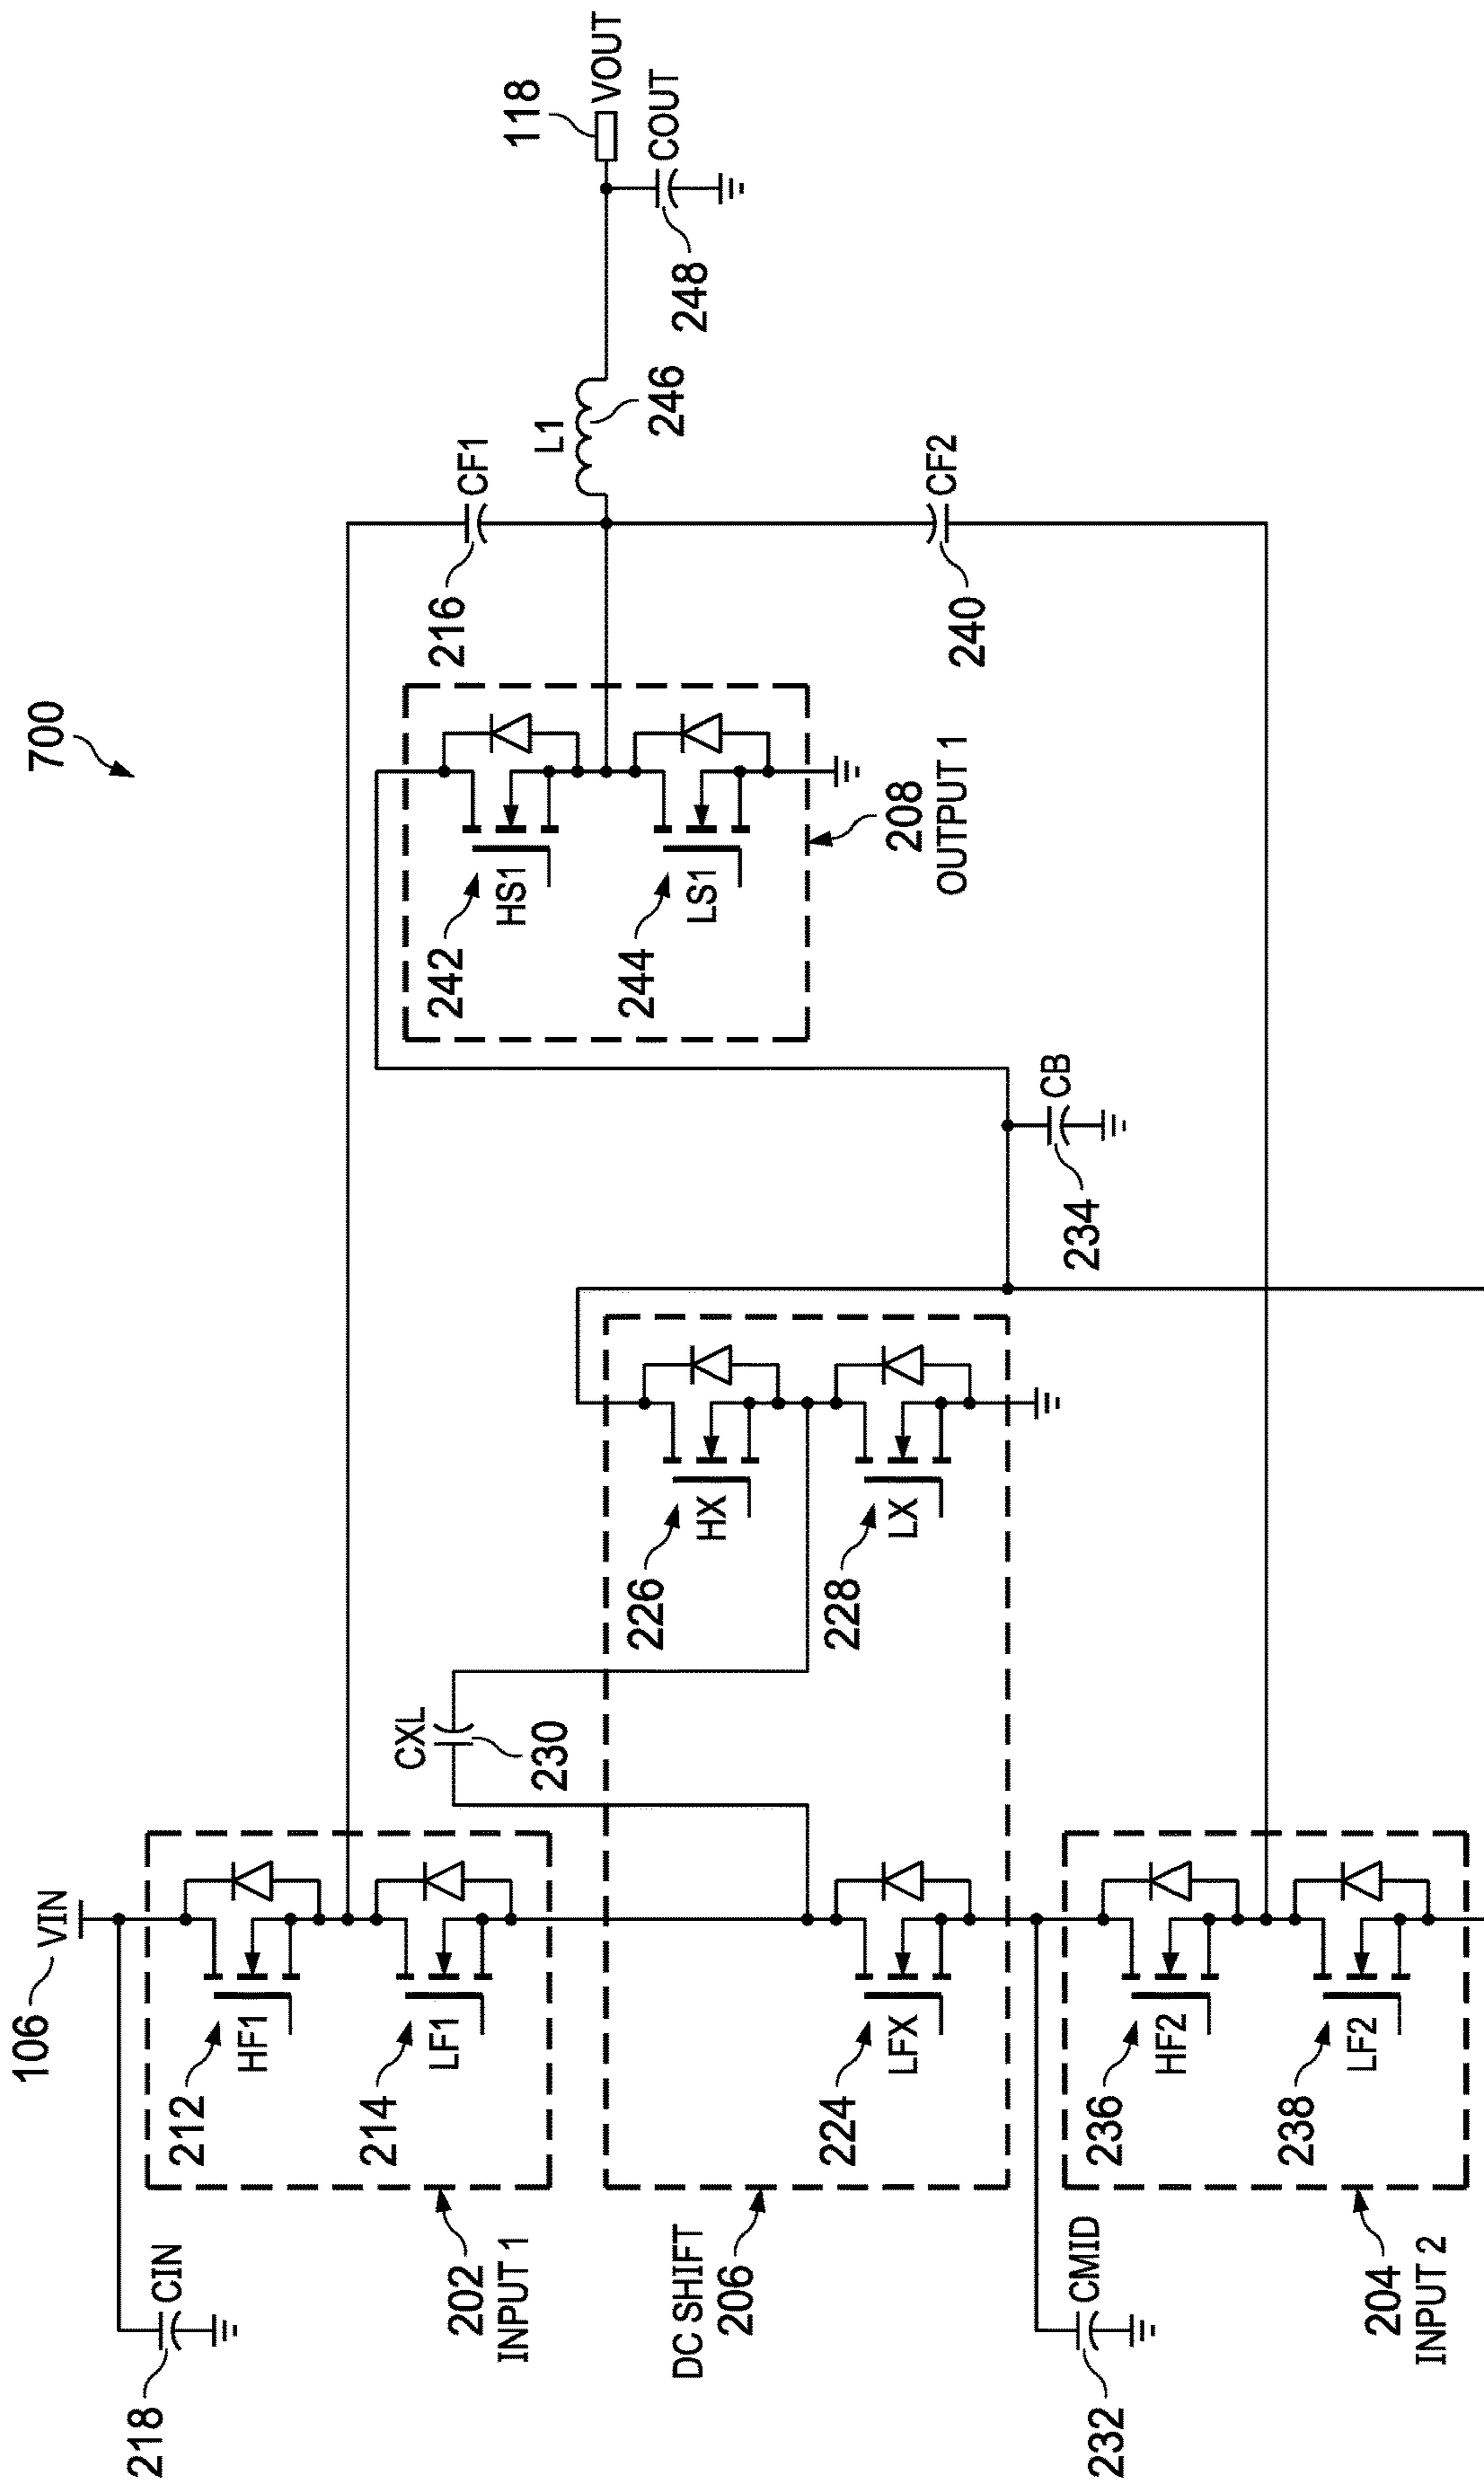 700
106
VIN
218
CIN
212
HF1
214
LF1
202
INPUT 1
CXL
230
216
CF1
242
HS1
244
LS1
208
OUTPUT 1
L1
246
118
VOUT
COUT
248
DC SHIFT
206
226
HX
228
LX
224
LFX
234
CB
240
CF2
232
CMID
236
HF2
238
LF2
204
INPUT 2